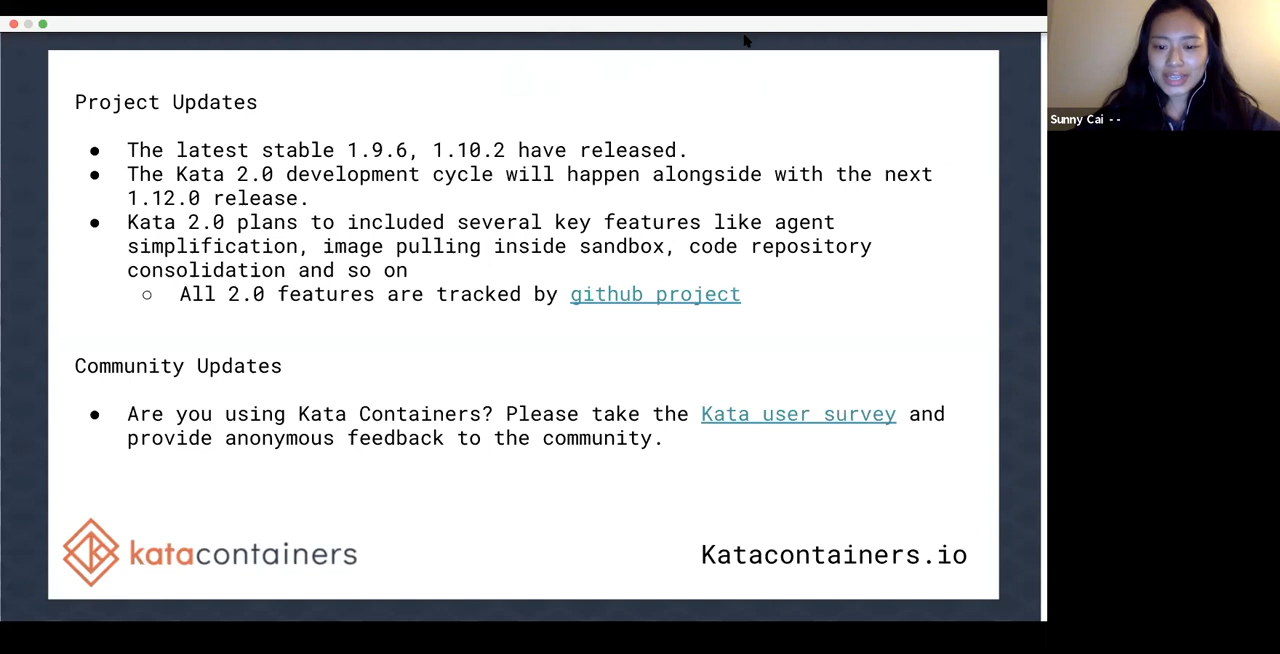 Project Updates
● The latest stable 1.9.6, 1.10.2 have released.
● The Kata 2.0 development cycle will happen alongside with the next
1.12.0 release.
● Kata 2.0 plans to included several key features like agent
simplification, image pulling inside sandbox, code repository
consolidation and so on
○ All 2.0 features are tracked by github project
Community Updates
● Are you using Kata Containers? Please take the Kata user survey and
provide anonymous feedback to the community.
katacontainers
Katacontainers.io
Sunny Cai --